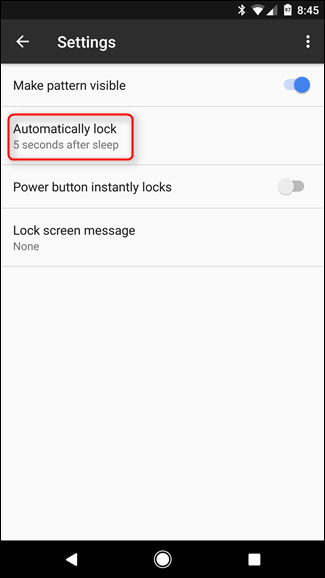 97 8:45
Settings
Make pattern visible
Automatically lock
5 seconds after sleep
Power button instantly locks
Lock screen message
None